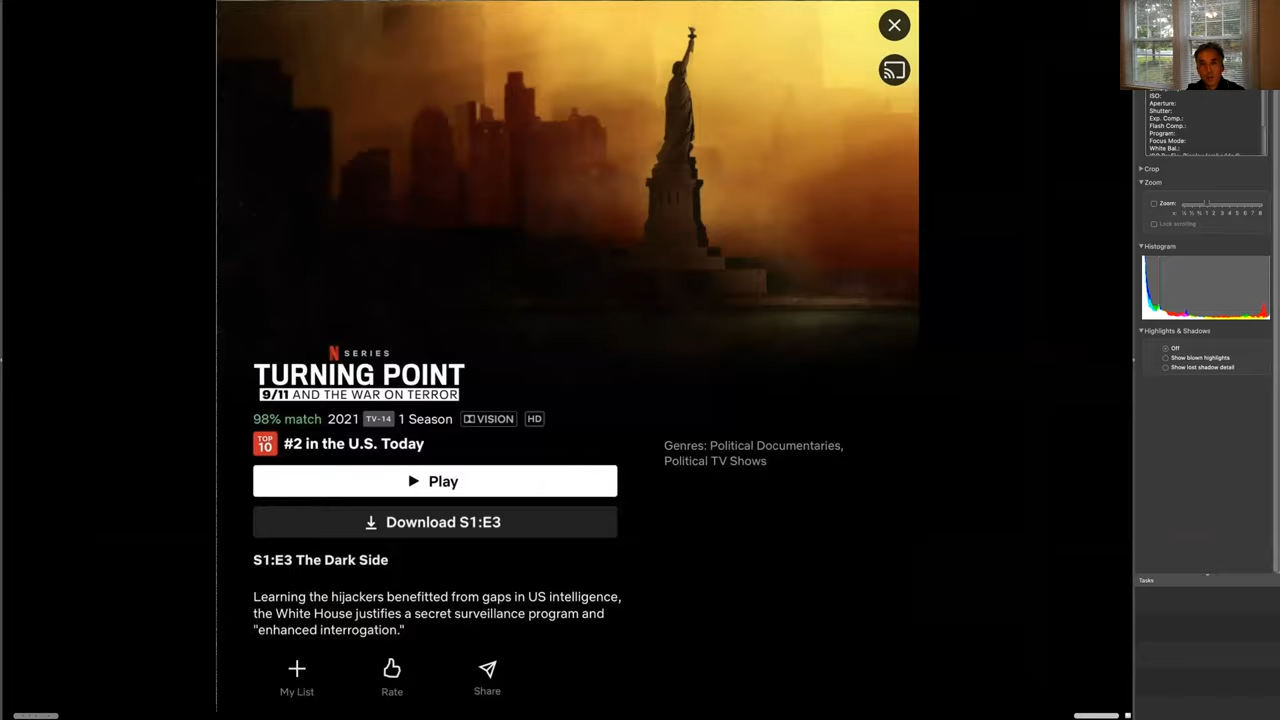 N SERIES
TURNING POINT
9/11 AND THE WAR ON TERROR
98% match 2021 TV-14 1 Season VISION HD
TOP 10 #2 in the U.S. Today
Play
Download S1:E3
S1:E3 The Dark Side
Learning the hijackers benefitted from gaps in US intelligence,
the White House justifies a secret surveillance program and
"enhanced interrogation."
My List
Rate
Share
Genres: Political Documentaries,
Political TV Shows
ISO:
Aperture:
Shutter:
Exp. Comp.:
Flash Comp.:
Program:
Focus Mode:
White Bal.:
Crop
Zoom
Zoom:
Lock scrolling
Histogram
Highlights & Shadows
Off
Show blown highlights
Show lost shadow detail
Tasks